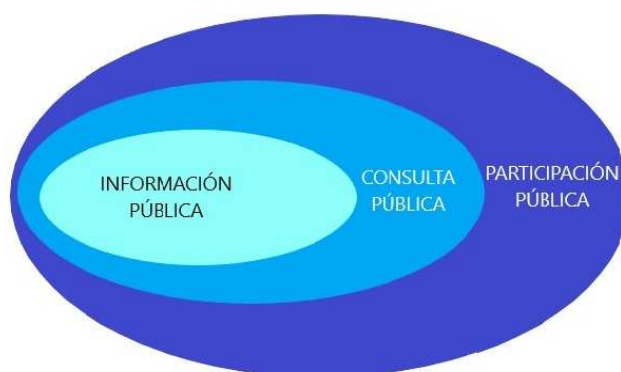 INFORMACIÓN
PÚBLICA
CONSULTA
PÚBLICA
PARTICIPACIÓN
PÚBLICA